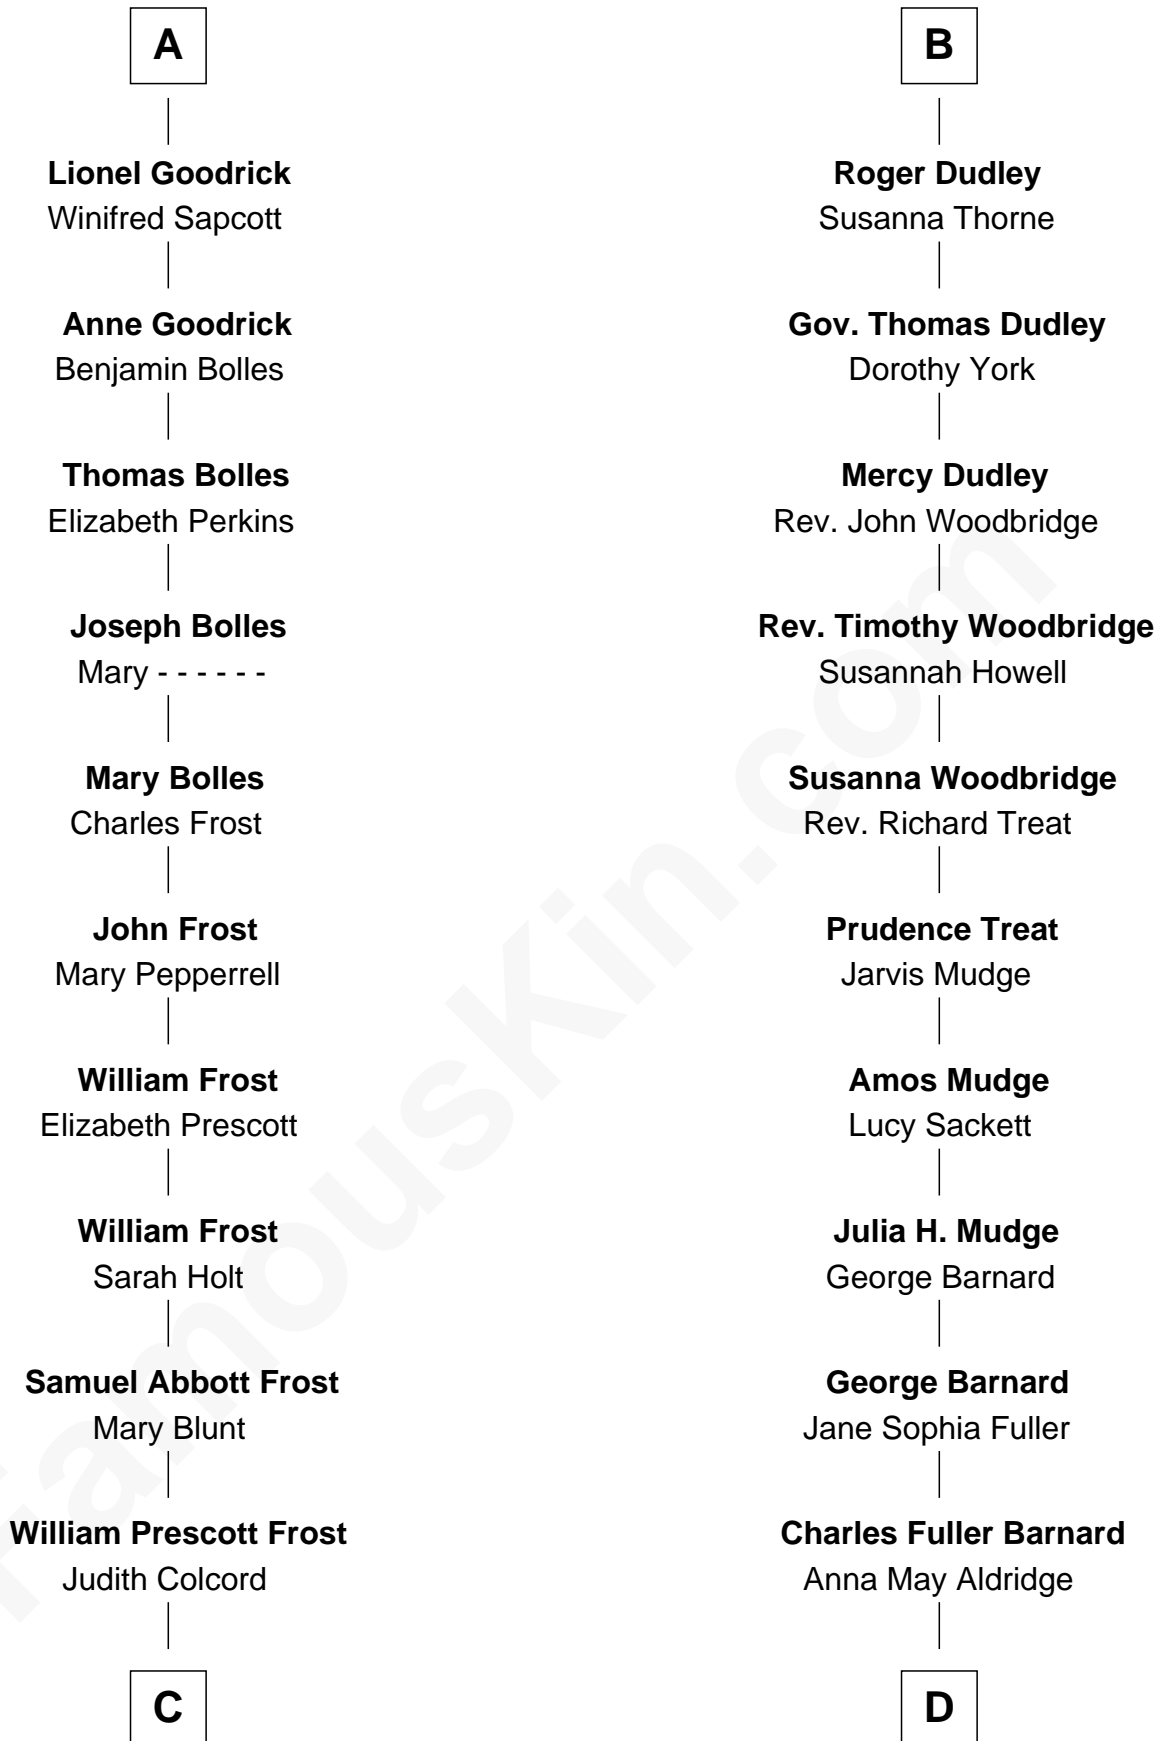 A
Lionel Goodrick
Winifred Sapcott
Anne Goodrick
Benjamin Bolles
Thomas Bolles
Elizabeth Perkins
Joseph Bolles
Mary - - - - - -
Mary Bolles
Charles Frost
John Frost
Mary Pepperrell
William Frost
Elizabeth Prescott
William Frost
Sarah Holt
Samuel Abbott Frost
Mary Blunt
William Prescott Frost
Judith Colcord
C
B
Roger Dudley
Susanna Thorne
Gov. Thomas Dudley
Dorothy York
Mercy Dudley
Rev. John Woodbridge
Rev. Timothy Woodbridge
Susannah Howell
Susanna Woodbridge
Rev. Richard Treat
Prudence Treat
Jarvis Mudge
Amos Mudge
Lucy Sackett
Julia H. Mudge
George Barnard
George Barnard
Jane Sophia Fuller
Charles Fuller Barnard
Anna May Aldridge
D
FamousKin.com